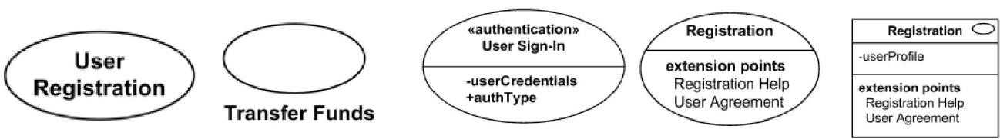 User
Registration
Transfer Funds
«authentication»
User Sign-In
-userCredentials
+authType
Registration
extension points
Registration Help
User Agreement
Registration
-userProfile
extension points
Registration Help
User Agreement